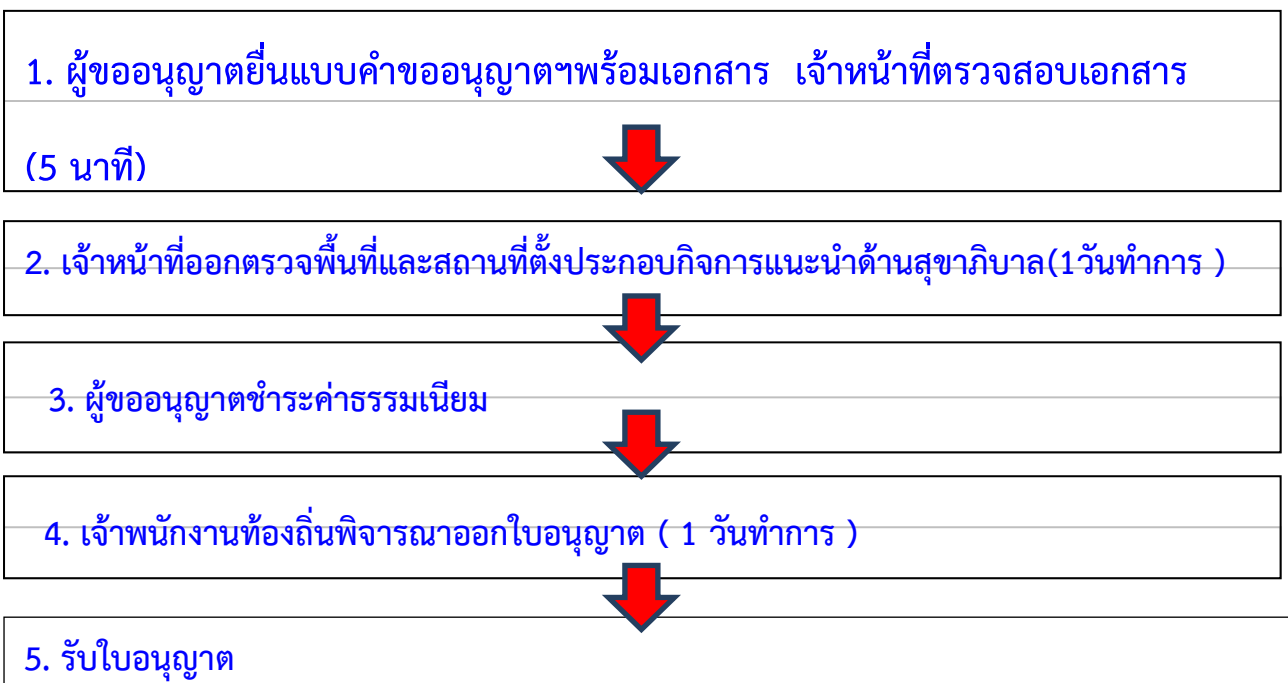 1. ผู้ขออนุญาตยื่นแบบคำขออนุญาตฯพร้อมเอกสาร เจ้าหน้าที่ตรวจสอบเอกสาร
(5 นาที)
2. เจ้าหน้าที่ออกตรวจพื้นที่และสถานที่ตั้งประกอบกิจการแนะนำด้านสุขาภิบาล(1วันทำการ )
3. ผู้ขออนุญาตชำระค่าธรรมเนียม
4. เจ้าพนักงานท้องถิ่นพิจารณาออกใบอนุญาต ( 1 วันทำการ )
5. รับใบอนุญาต